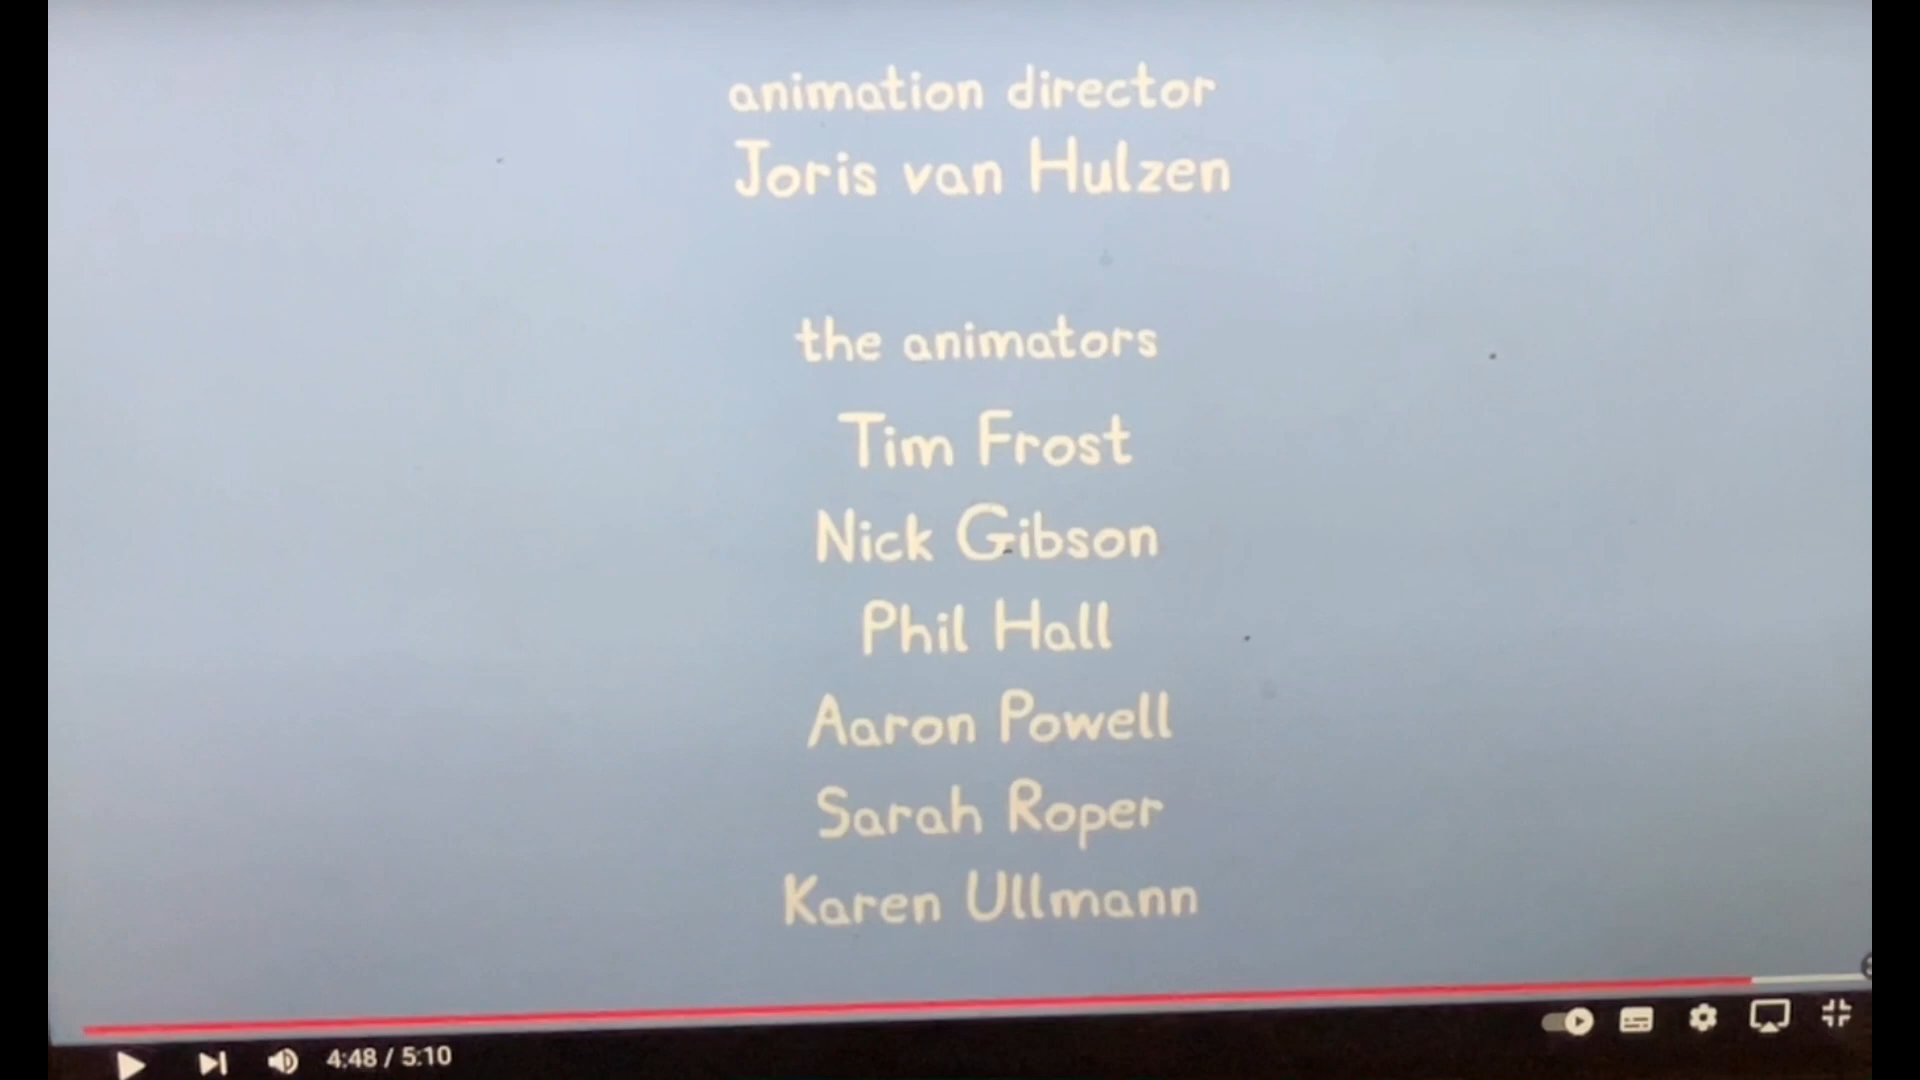 animation director
Joris van Hulzen
the animators
Tim Frost
Nick Gibson
Phil Hall
Aaron Powell
Sarah Roper
Karen Ullmann
4:48 / 5:10